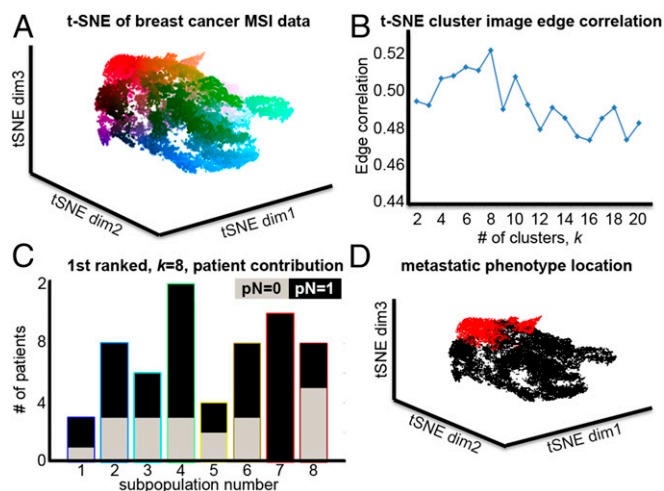 A
t-SNE of breast cancer MSI data
tSNE dim3
tSNE dim2
tSNE dim1
B
t-SNE cluster image edge correlation
Edge correlation
0.52
0.50
0.48
0.46
0.44
2 4 6 8 10 12 14 16 18 20
# of clusters, k
C
1st ranked, k=8, patient contribution
pN=0 pN=1
# of patients
2
8
4
0
1 2 3 4 5 6 7 8
subpopulation number
D
metastatic phenotype location
tSNE dim3
tSNE dim2
tSNE dim1